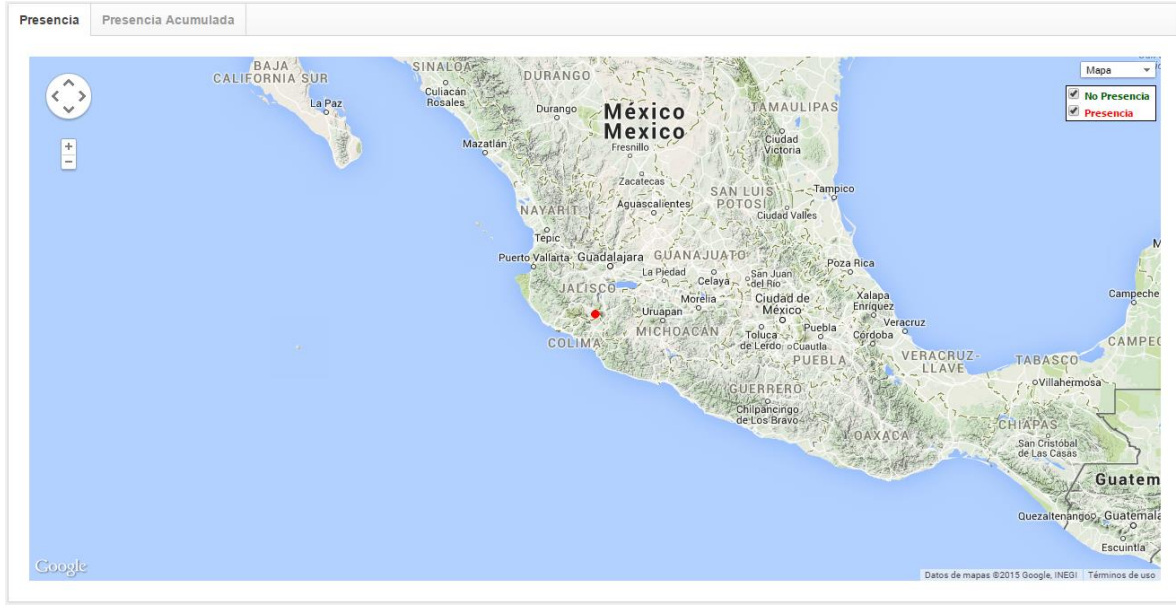 Presencia
Presencia Acumulada
BAJA
CALIFORNIA SUR
SINALOA
DURANGO
Mapa
Culiacán
Rosales
La Paz
Durango
México
Mexico
TAMAULIPAS
No Presencia
Presencia
Mazatlán
Fresnillo
Ciudad
Victoria
Zacatecas
SAN LUIS
POTOSÍ
Tampico
NAYARIT
Aguascalientes
Ciudad Valles
Tepic
Puerto Vallarta
Guadalajara
GUANAJUATO
Poza Rica
La Piedad
Celaya
San Juan
del Río
JALISCO
Morelia
Ciudad de
México
Xalapa
Enríquez
Campeche
Uruapan
Veracruz
COLIMA
MICHOACÁN
Toluca
de Lerdo
Puebla
Cuautla
Córdoba
CAMPEC
PUEBLA
VERACRUZ-
LLAVE
TABASCO
Villahermosa
GUERRERO
Chilpancingo
de Los Bravo
OAXACA
CHIAPAS
San Cristóbal
de Las Casas
Guatem
Quezaltenango
Guatemala
Escuintla
Google
Datos de mapas ©2015 Google, INEGI
Términos de uso